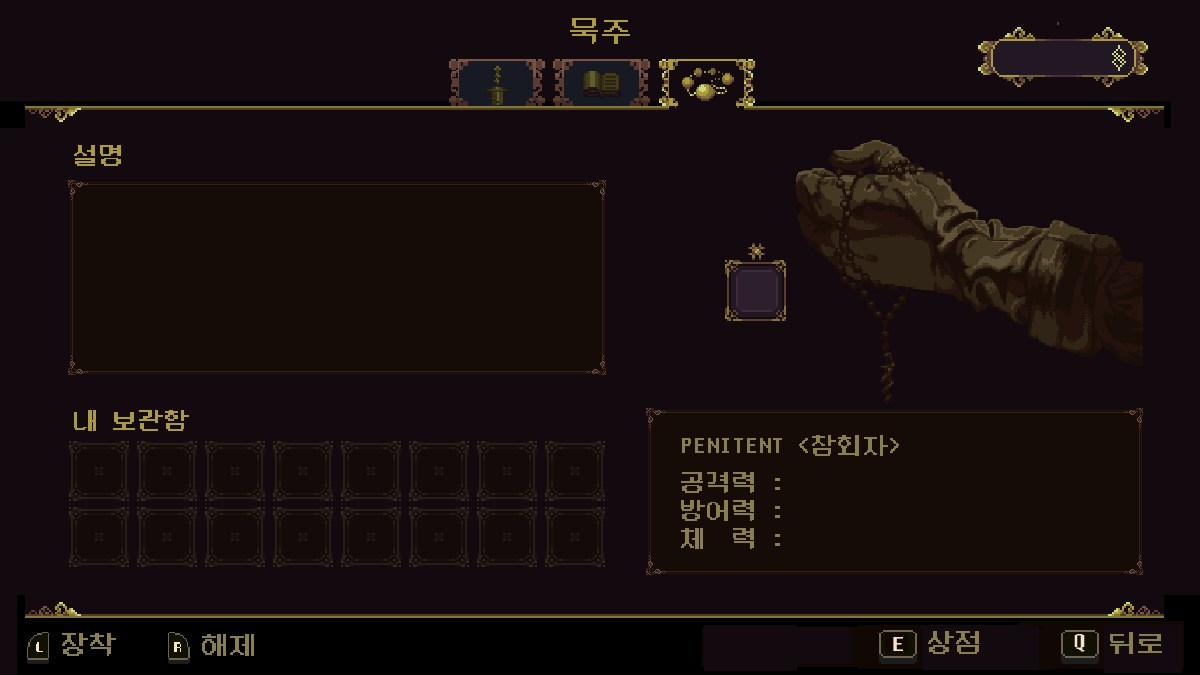 묵주
설명
내 보관함
PENITENT <참회자>
공격력 :
방어력 :
체 력 :
L 장착
R 해제
E 상점
Q 뒤로